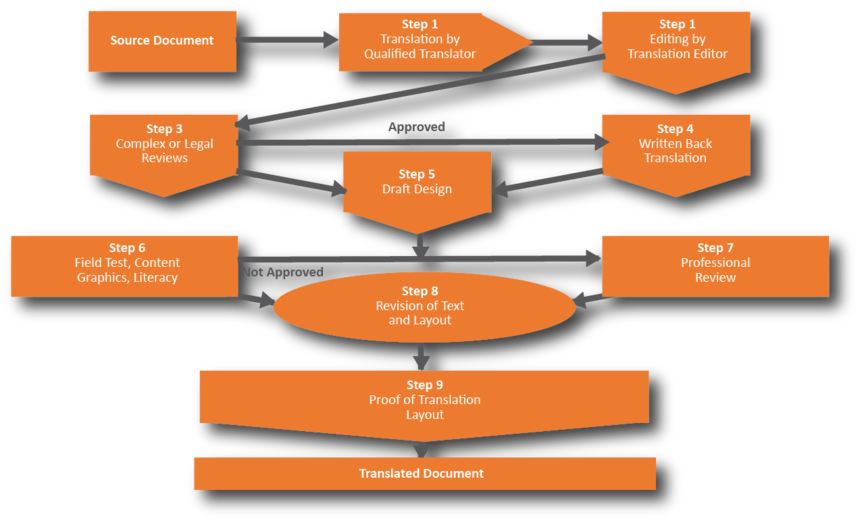 Source Document
Step 1
Translation by
Qualified Translator
Step 1
Editing by
Translation Editor
Step 3
Complex or Legal
Reviews
Approved
Step 4
Written Back
Translation
Step 5
Draft Design
Step 6
Field Test, Content
Graphics, Literacy
Not Approved
Step 7
Professional
Review
Step 8
Revision of Text
and Layout
Step 9
Proof of Translation
Layout
Translated Document